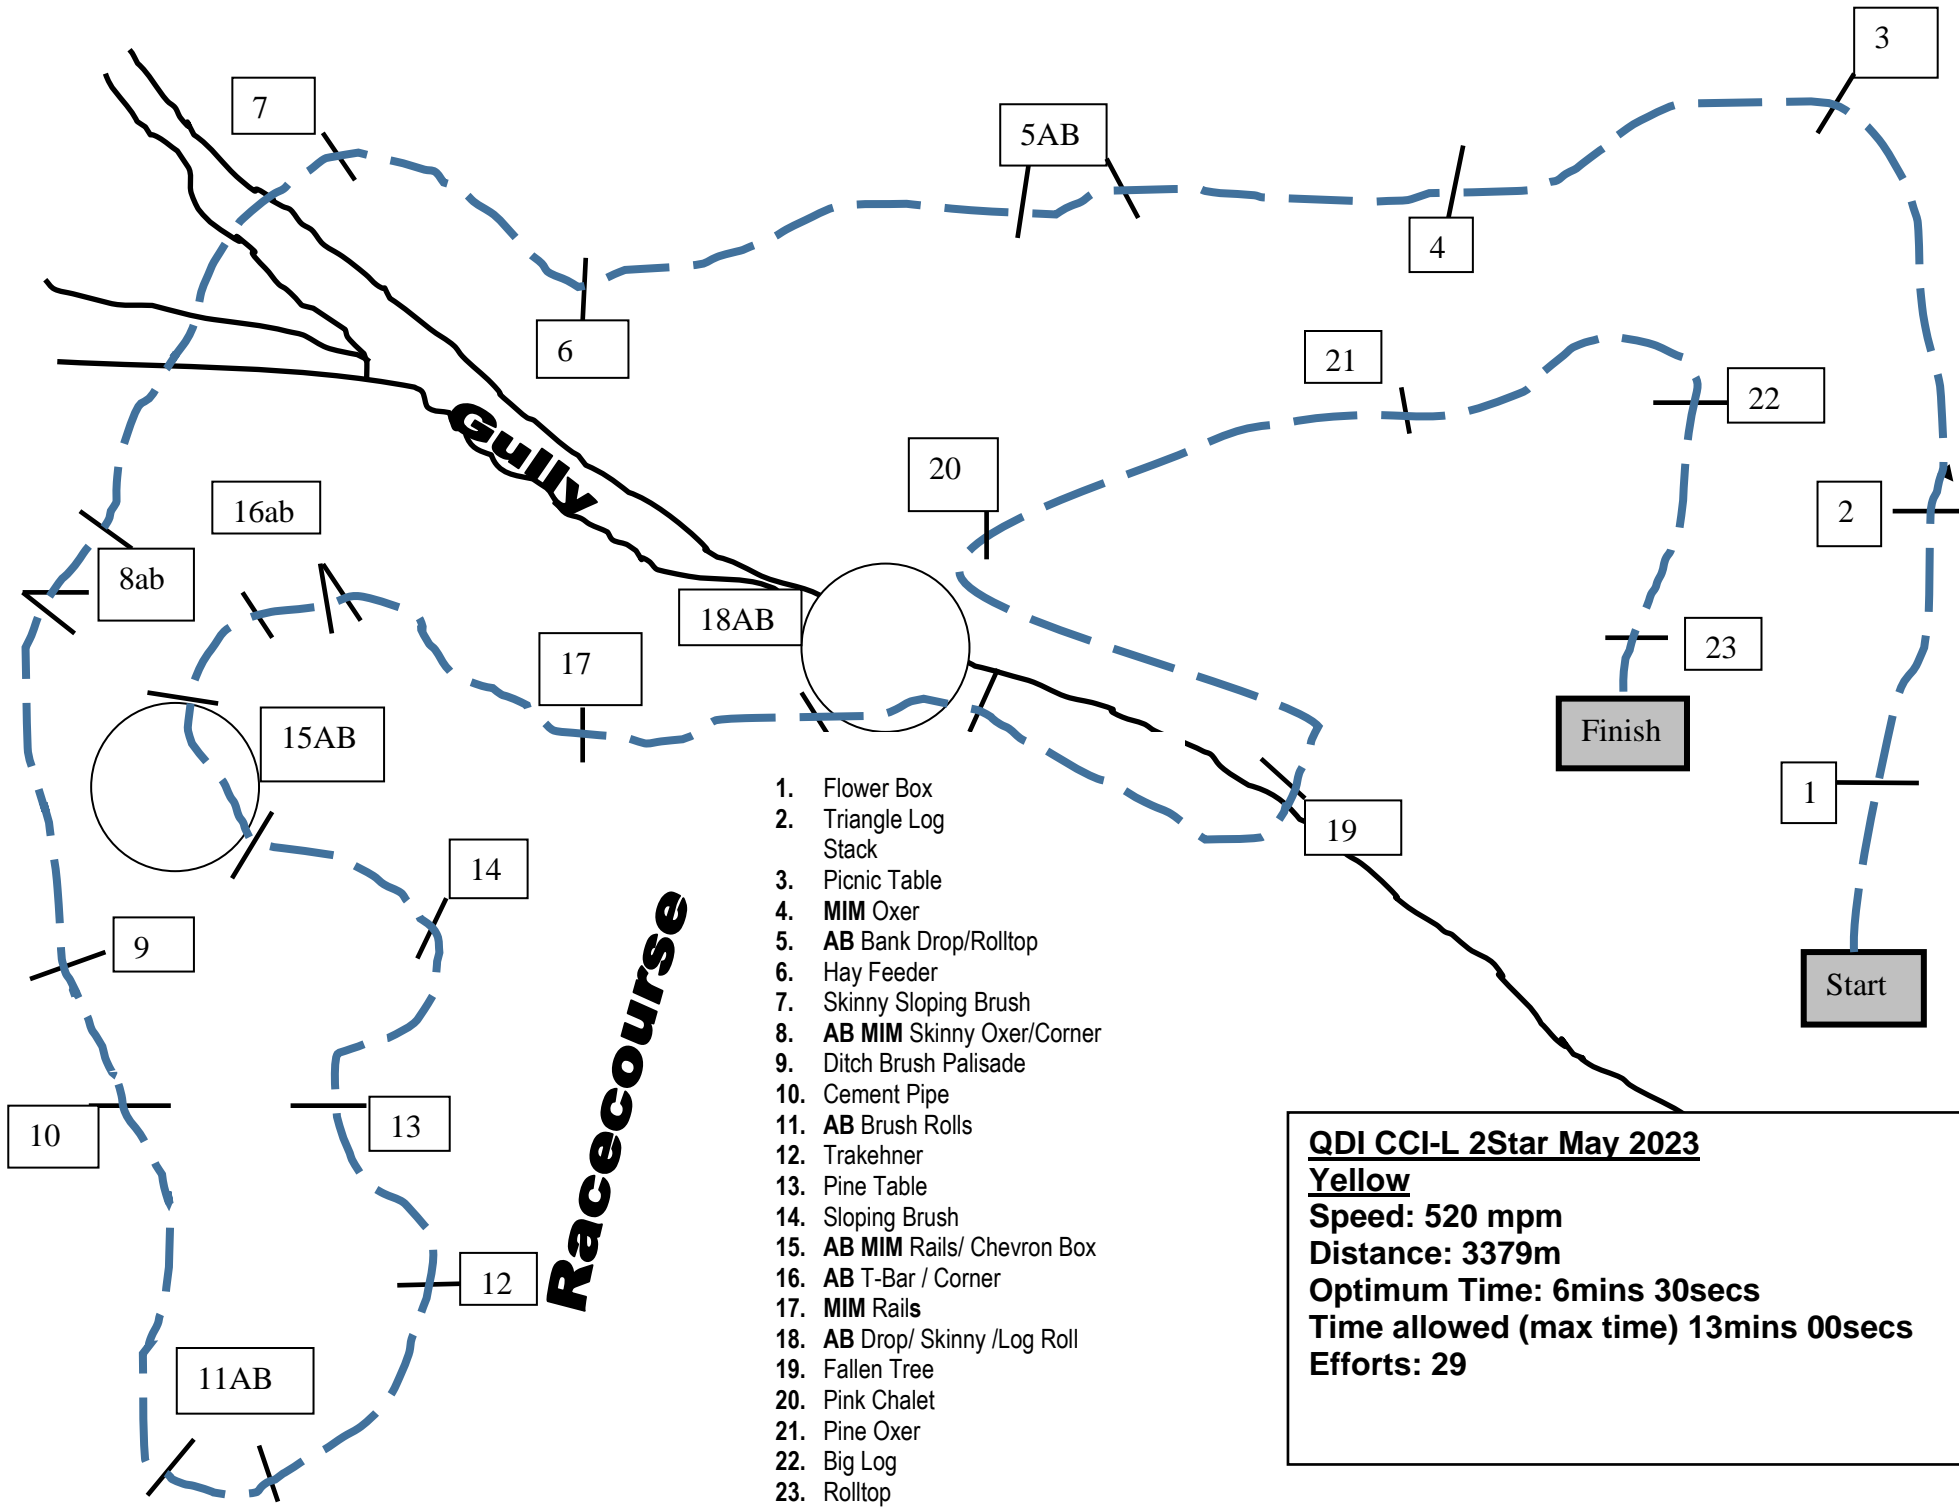 3
7
5AB
4
6
21
22
20
2
16ab
8ab
Gully
18AB
17
23
15AB
Finish
1
19
14
9
Start
10
13
12
11AB
Racecourse
1. Flower Box
2. Triangle Log
Stack
3. Picnic Table
4. MIM Oxer
5. AB Bank Drop/Rolltop
6. Hay Feeder
7. Skinny Sloping Brush
8. AB MIM Skinny Oxer/Corner
9. Ditch Brush Palisade
10. Cement Pipe
11. AB Brush Rolls
12. Trakehner
13. Pine Table
14. Sloping Brush
15. AB MIM Rails/ Chevron Box
16. AB T-Bar / Corner
17. MIM Rails
18. AB Drop/ Skinny /Log Roll
19. Fallen Tree
20. Pink Chalet
21. Pine Oxer
22. Big Log
23. Rolltop
QDI CCI-L 2Star May 2023
Yellow
Speed: 520 mpm
Distance: 3379m
Optimum Time: 6mins 30secs
Time allowed (max time) 13mins 00secs
Efforts: 29